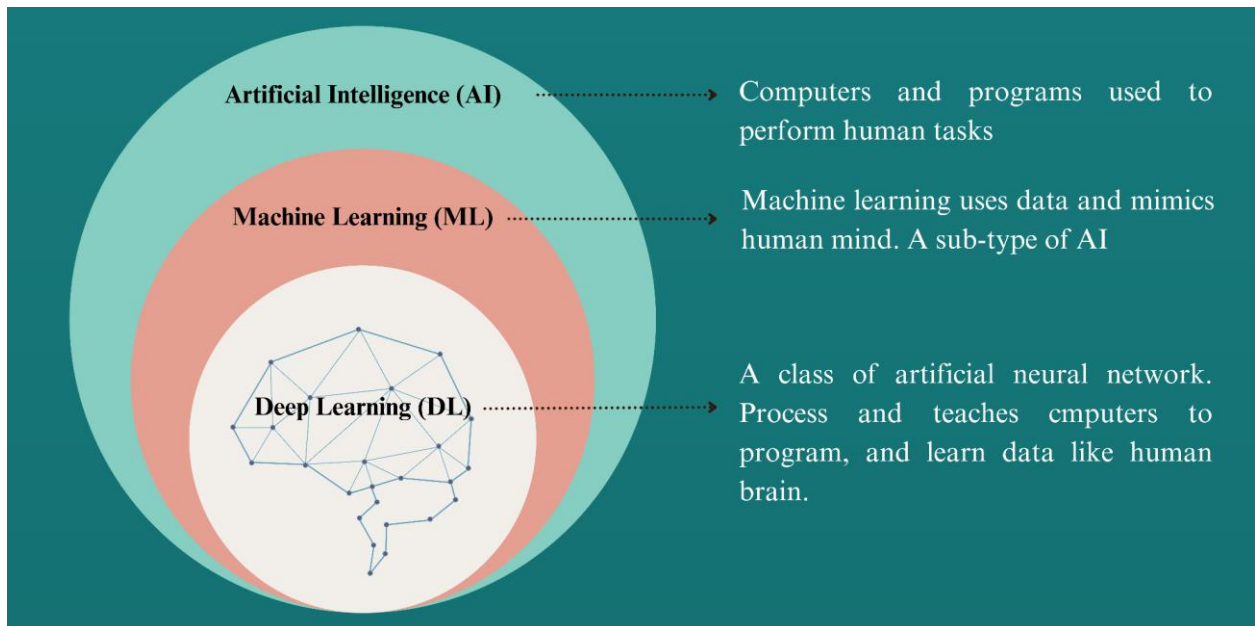 Artificial Intelligence (AI)
Computers and programs used to
perform human tasks
Machine Learning (ML)
Machine learning uses data and mimics
human mind. A sub-type of AI
Deep Learning (DL)
A class of artificial neural network.
Process and teaches cmputers to
program, and learn data like human
brain.